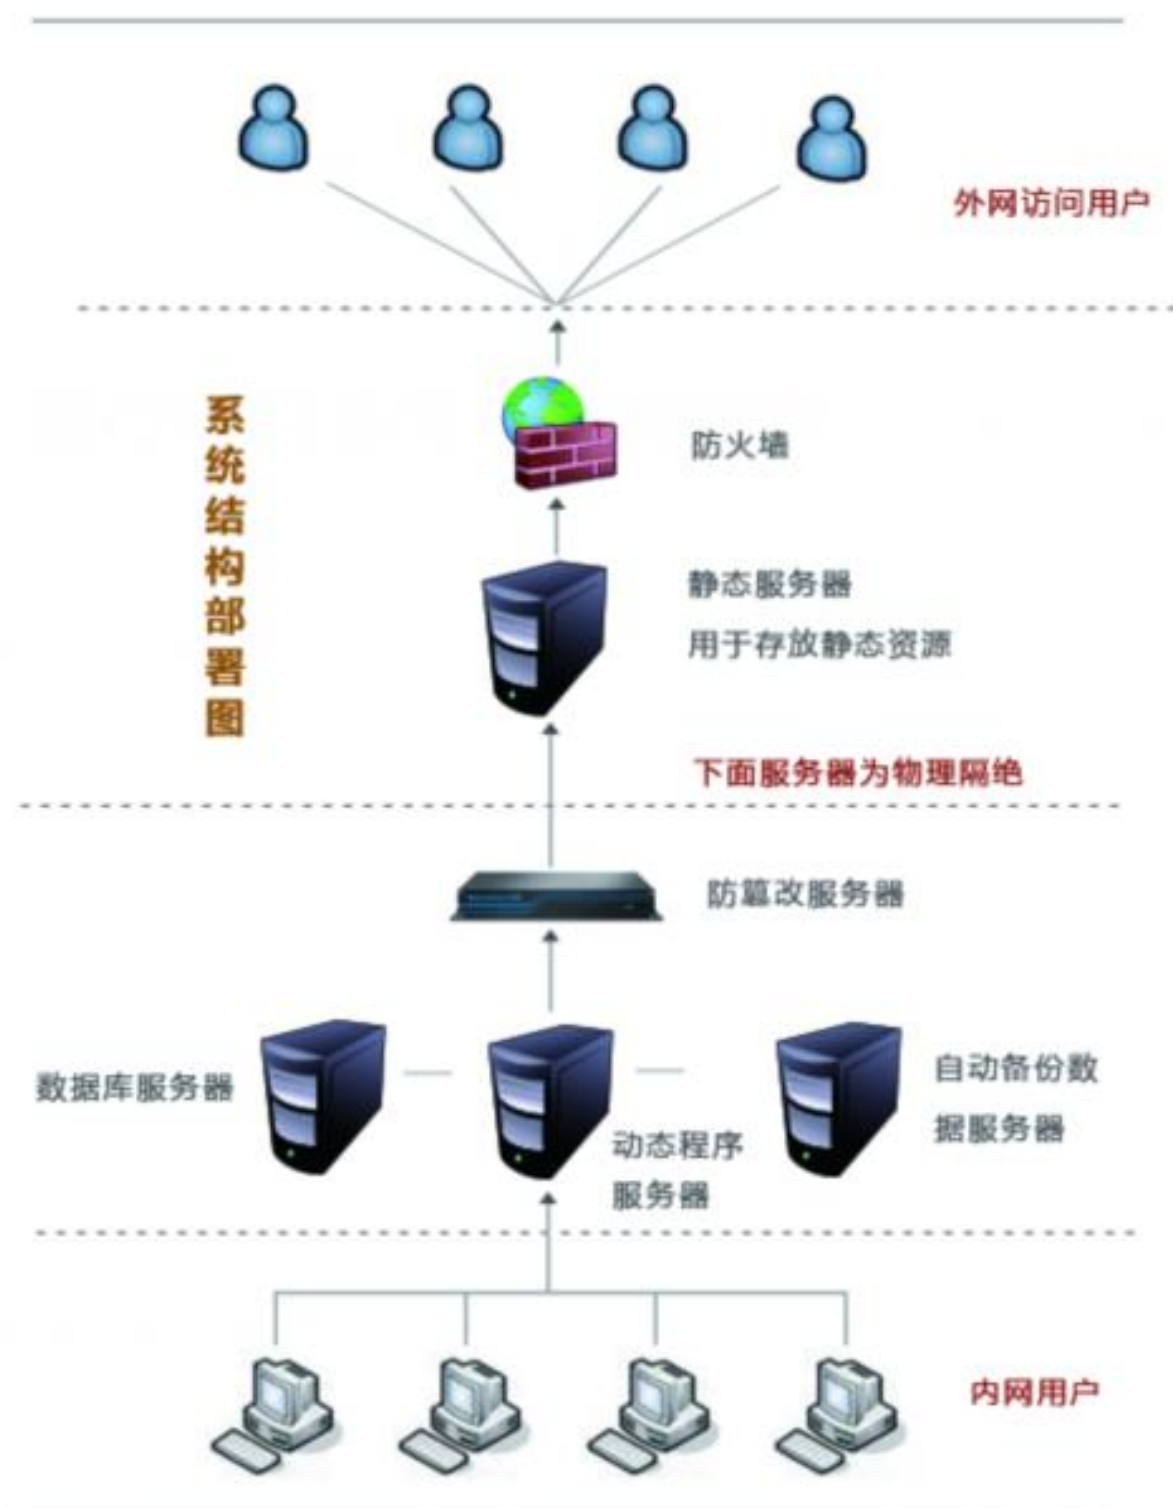 外网访问用户
系统结构部署图
防火墙
静态服务器
用于存放静态资源
下面服务器为物理隔绝
防篡改服务器
数据库服务器
动态程序
服务器
自动备份数
据服务器
内网用户